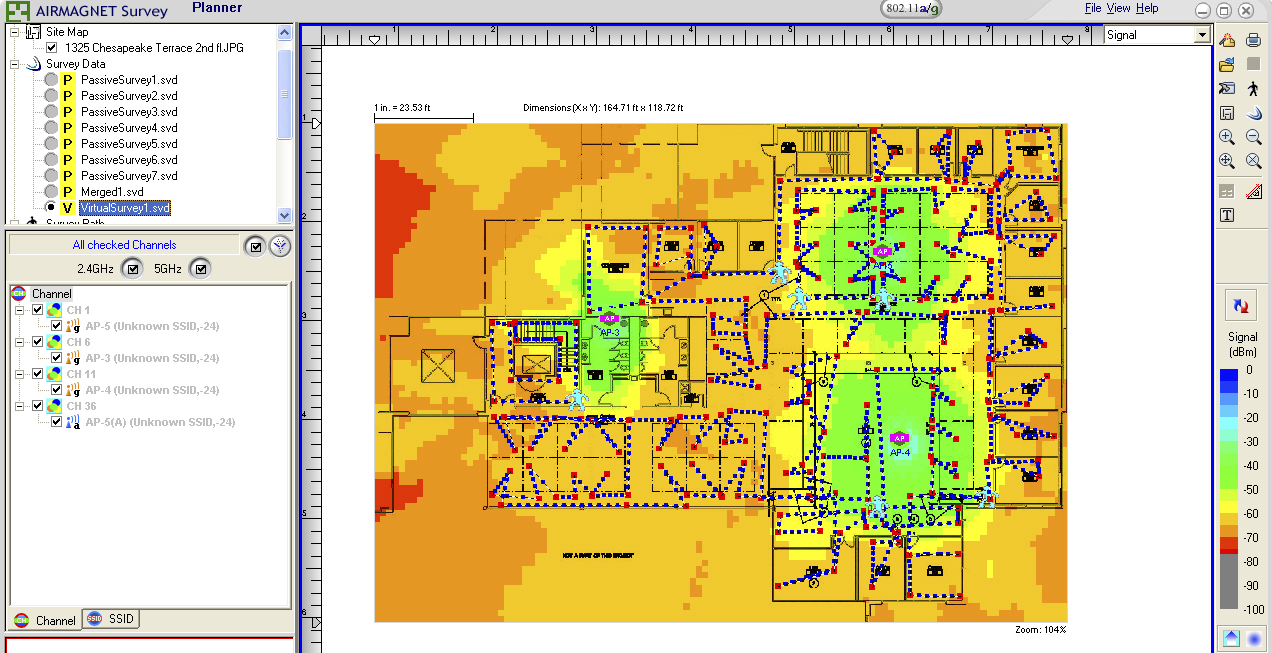 AIRMAGNET Survey Planner 802.11a/g File View Help
Site Map
1325 Chesapeake Terrace 2nd fl.JPG
Survey Data
P PassiveSurvey1.svd
P PassiveSurvey2.svd
P PassiveSurvey3.svd
P PassiveSurvey4.svd
P PassiveSurvey5.svd
P PassiveSurvey6.svd
P PassiveSurvey7.svd
P Merged1.svd
V VirtualSurvey1.svd
Survey Path
All checked Channels
2.4GHz 5GHz
Channel
CH 1
g AP-5 (Unknown SSID,-24)
CH 6
g AP-3 (Unknown SSID,-24)
CH 11
g AP-4 (Unknown SSID,-24)
CH 36
a AP-5(A) (Unknown SSID,-24)
CH Channel SSID SSID
1 2 3 4 5 6 7 8
Signal
1 in. = 23.53 ft Dimensions (X x Y): 164.71 ft x 118.72 ft
1
2
3
4
5
6
AP
AP-5
AP
AP-3
AP
AP-4
NOT A PART OF THIS PROJECT
Zoom: 104%
T
Signal
(dBm)
0
-10
-20
-30
-40
-50
-60
-70
-80
-90
-100